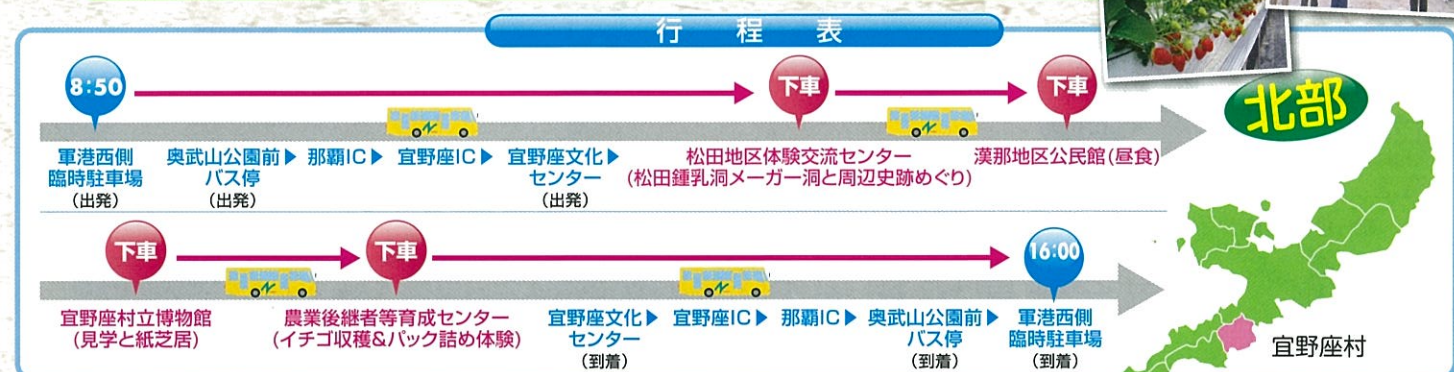 行程表
8:50
下車
下車
北部
軍港西側
臨時駐車場
(出発)
奥武山公園前▶
バス停
(出発)
那覇IC▶
宜野座IC▶
宜野座文化▶
センター
(出発)
松田地区体験交流センター
(松田鍾乳洞メーガー洞と周辺史跡めぐり)
漢那地区公民館(昼食)
下車
下車
16:00
宜野座村立博物館
(見学と紙芝居)
農業後継者等育成センター
(イチゴ収穫&パック詰め体験)
宜野座文化▶
センター
(到着)
宜野座IC▶
那覇IC▶
奥武山公園前▶
バス停
(到着)
軍港西側
臨時駐車場
(到着)
宜野座村